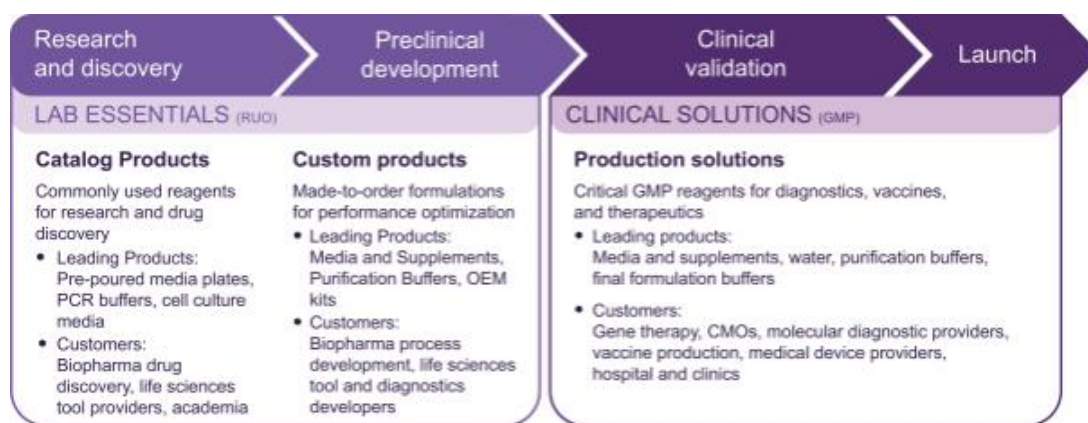 Research
and discovery
Preclinical
development
Clinical
validation
Launch
LAB ESSENTIALS (RUO)
Catalog Products
Commonly used reagents
for research and drug
discovery
• Leading Products:
Pre-poured media plates,
PCR buffers, cell culture
media
• Customers:
Biopharma drug
discovery, life sciences
tool providers, academia
Custom products
Made-to-order formulations
for performance optimization
• Leading Products:
Media and Supplements,
Purification Buffers, OEM
kits
• Customers:
Biopharma process
development, life sciences
tool and diagnostics
developers
CLINICAL SOLUTIONS (GMP)
Production solutions
Critical GMP reagents for diagnostics, vaccines,
and therapeutics
• Leading products:
Media and supplements, water, purification buffers,
final formulation buffers
• Customers:
Gene therapy, CMOs, molecular diagnostic providers,
vaccine production, medical device providers,
hospital and clinics